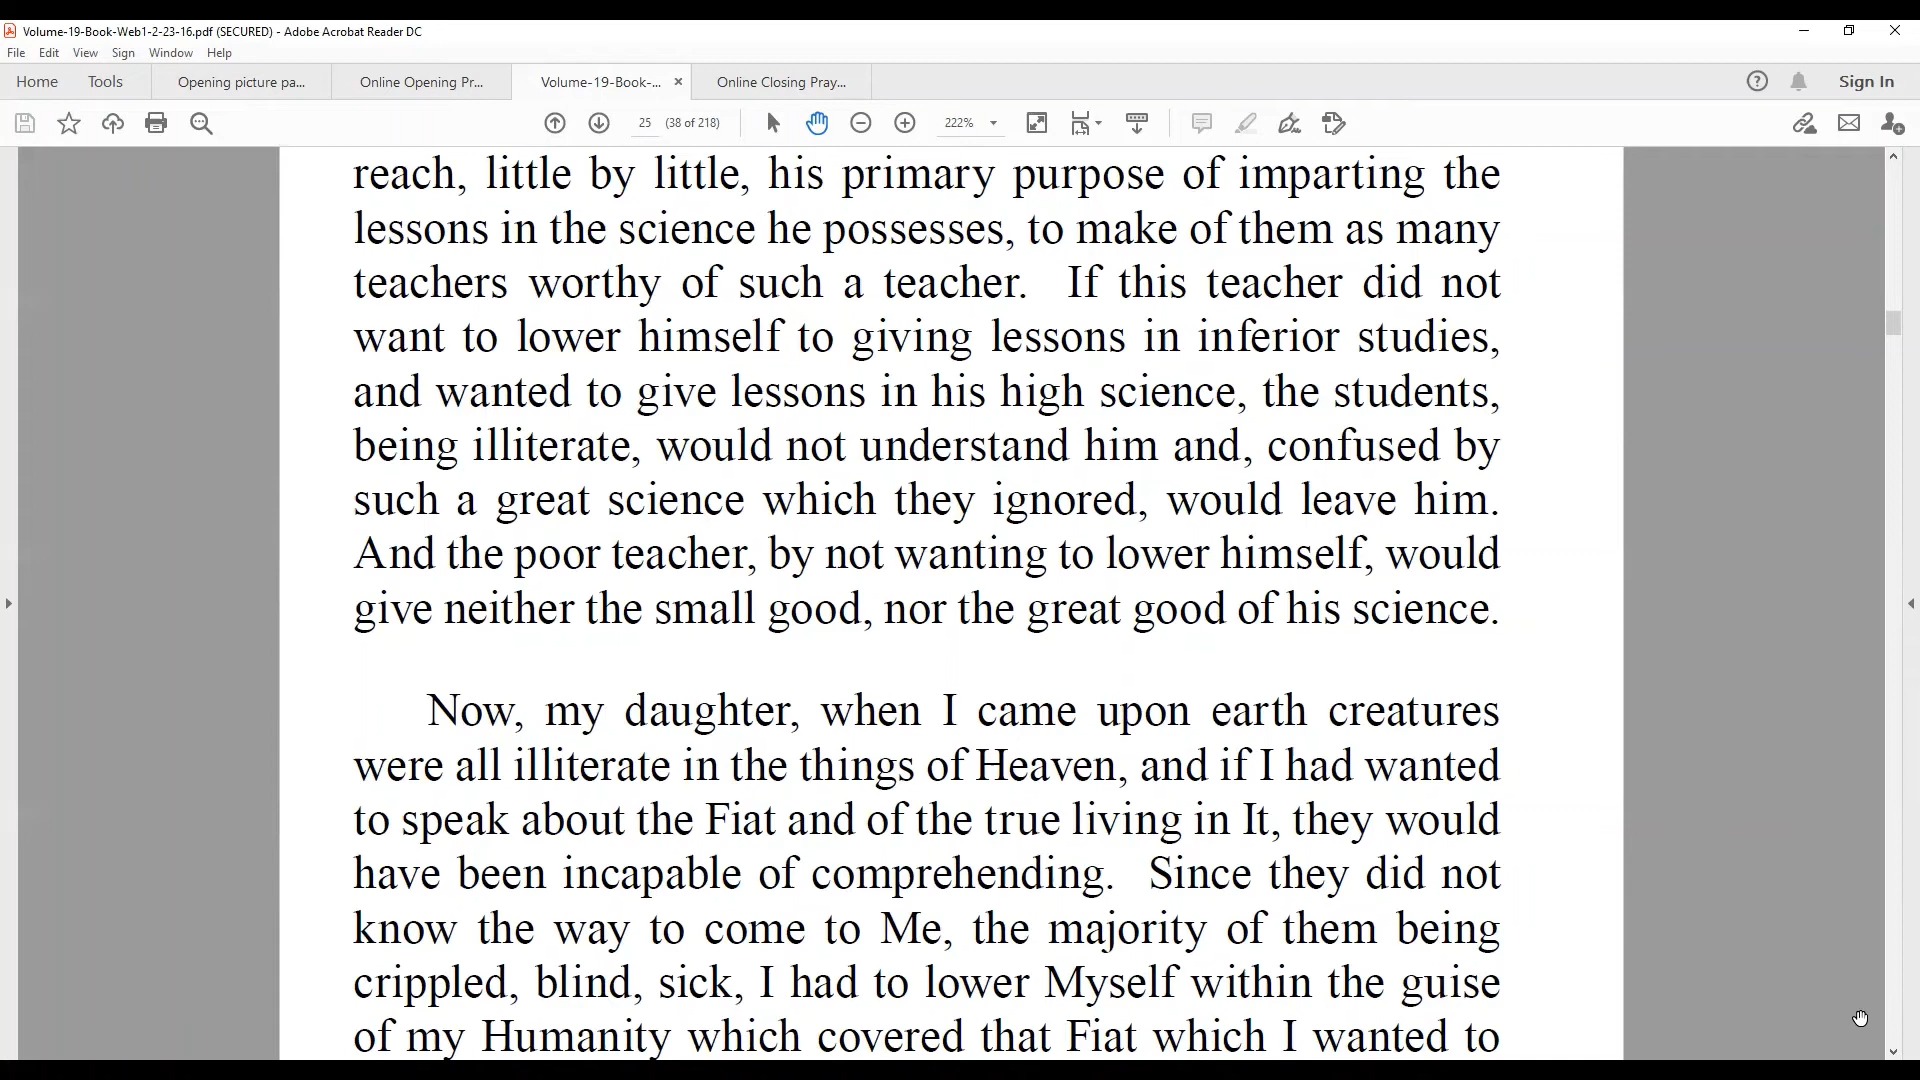 Volume-19-Book-Web1-2-23-16.pdf (SECURED) - Adobe Acrobat Reader DC
File Edit View Sign Window Help
Home Tools Opening picture pa... Online Opening Pr... Volume-19-Book-... Online Closing Pray... Sign In
25 (38 of 218) 222%
reach, little by little, his primary purpose of imparting the
lessons in the science he possesses, to make of them as many
teachers worthy of such a teacher. If this teacher did not
want to lower himself to giving lessons in inferior studies,
and wanted to give lessons in his high science, the students,
being illiterate, would not understand him and, confused by
such a great science which they ignored, would leave him.
And the poor teacher, by not wanting to lower himself, would
give neither the small good, nor the great good of his science.
Now, my daughter, when I came upon earth creatures
were all illiterate in the things of Heaven, and if I had wanted
to speak about the Fiat and of the true living in It, they would
have been incapable of comprehending. Since they did not
know the way to come to Me, the majority of them being
crippled, blind, sick, I had to lower Myself within the guise
of my Humanity which covered that Fiat which I wanted to